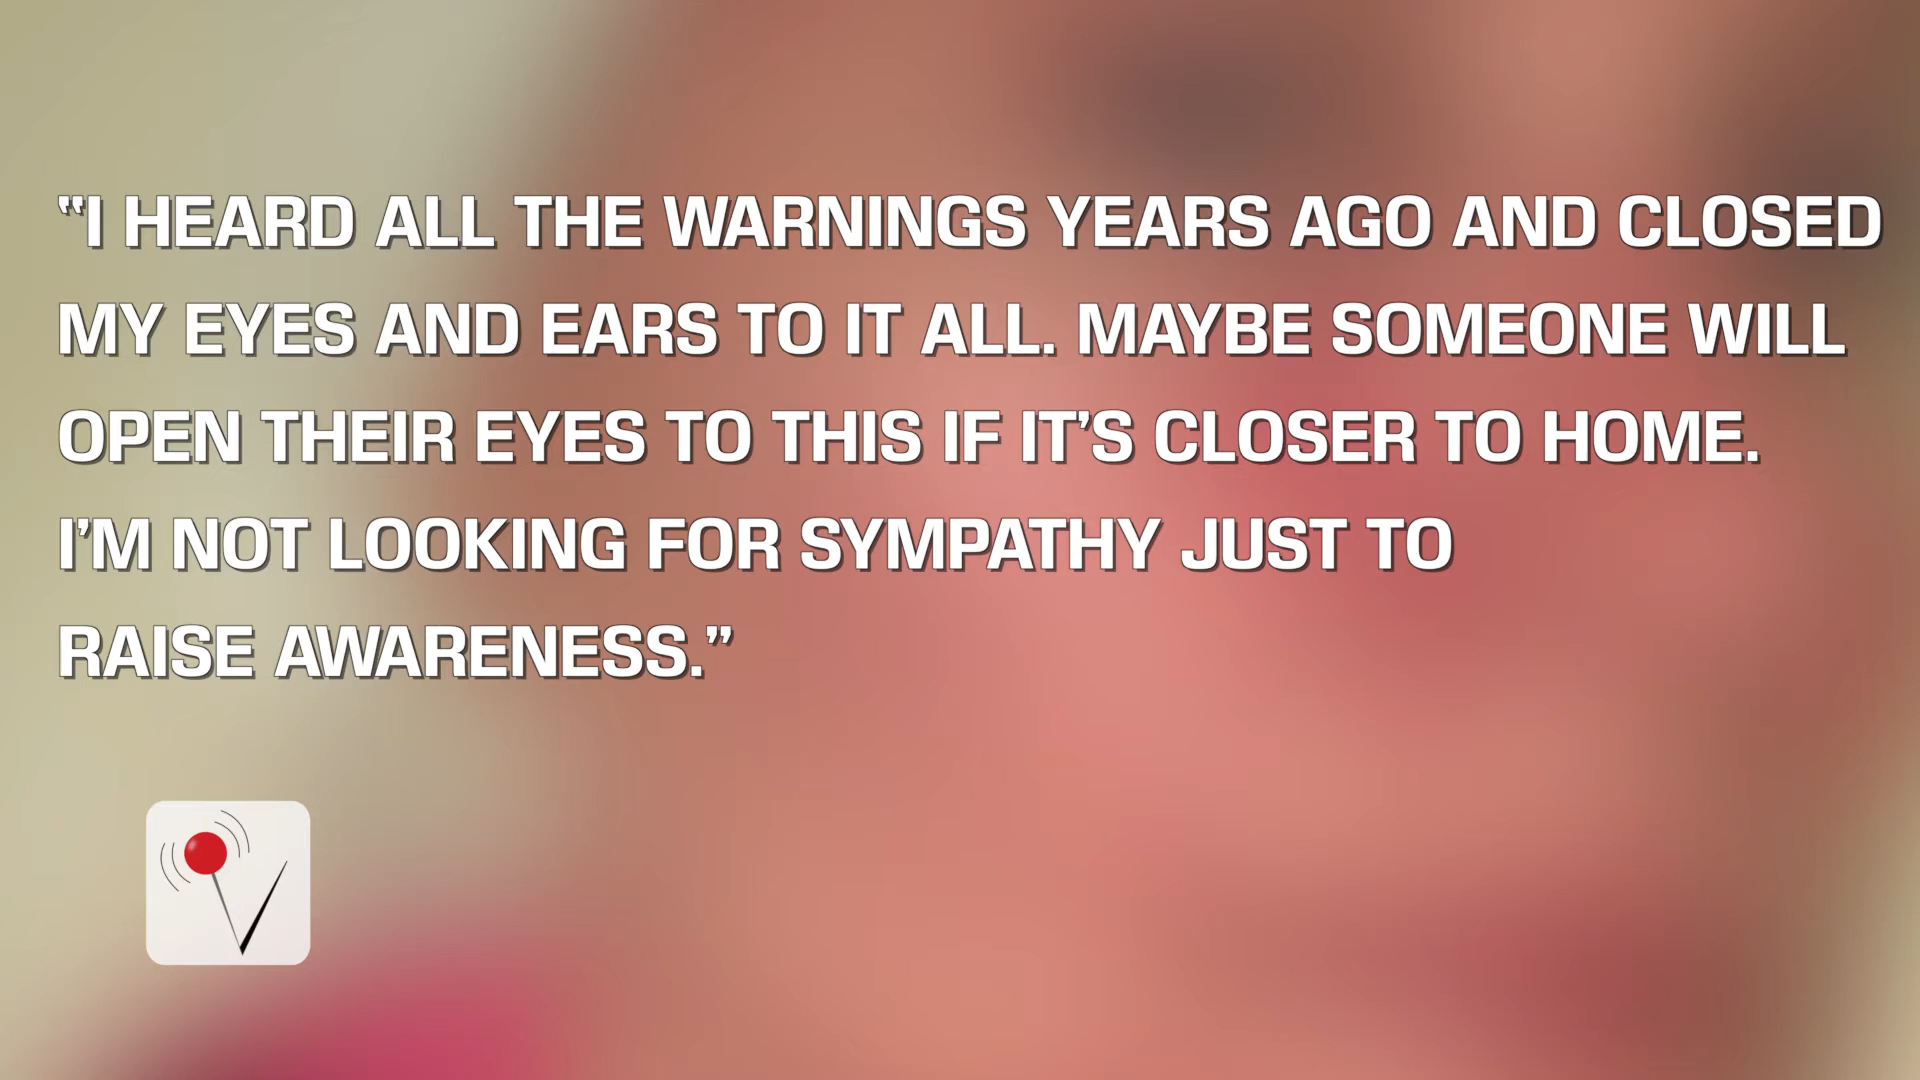 “I HEARD ALL THE WARNINGS YEARS AGO AND CLOSED
MY EYES AND EARS TO IT ALL. MAYBE SOMEONE WILL
OPEN THEIR EYES TO THIS IF IT’S CLOSER TO HOME.
I’M NOT LOOKING FOR SYMPATHY JUST TO
RAISE AWARENESS.”